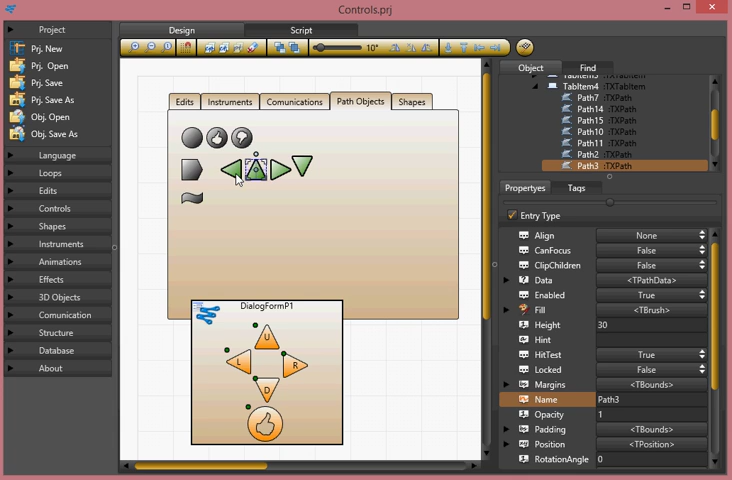 Controls.prj
Project
Design
Script
Prj. New
Prj. Open
Prj. Save
Prj. Save As
Obj. Open
Obj. Save As
Language
Loops
Edits
Controls
Shapes
Instruments
Animations
Effects
3D Objects
Comunication
Structure
Database
About
10°
Edits
Instruments
Comunications
Path Objects
Shapes
DialogFormP1
U
L
R
D
Object
Find
TabItem4 :TXTabItem
Path7 :TXPath
Path14 :TXPath
Path15 :TXPath
Path10 :TXPath
Path11 :TXPath
Path2 :TXPath
Path3 :TXPath
Propertyes
Tags
Entry Type
Align None
CanFocus False
ClipChildren False
Data <TPathData>
Enabled True
Fill <TBrush>
Height 30
Hint
HitTest True
Locked False
Margins <TBounds>
Name Path3
Opacity 1
Padding <TBounds>
Position <TPosition>
RotationAngle 0